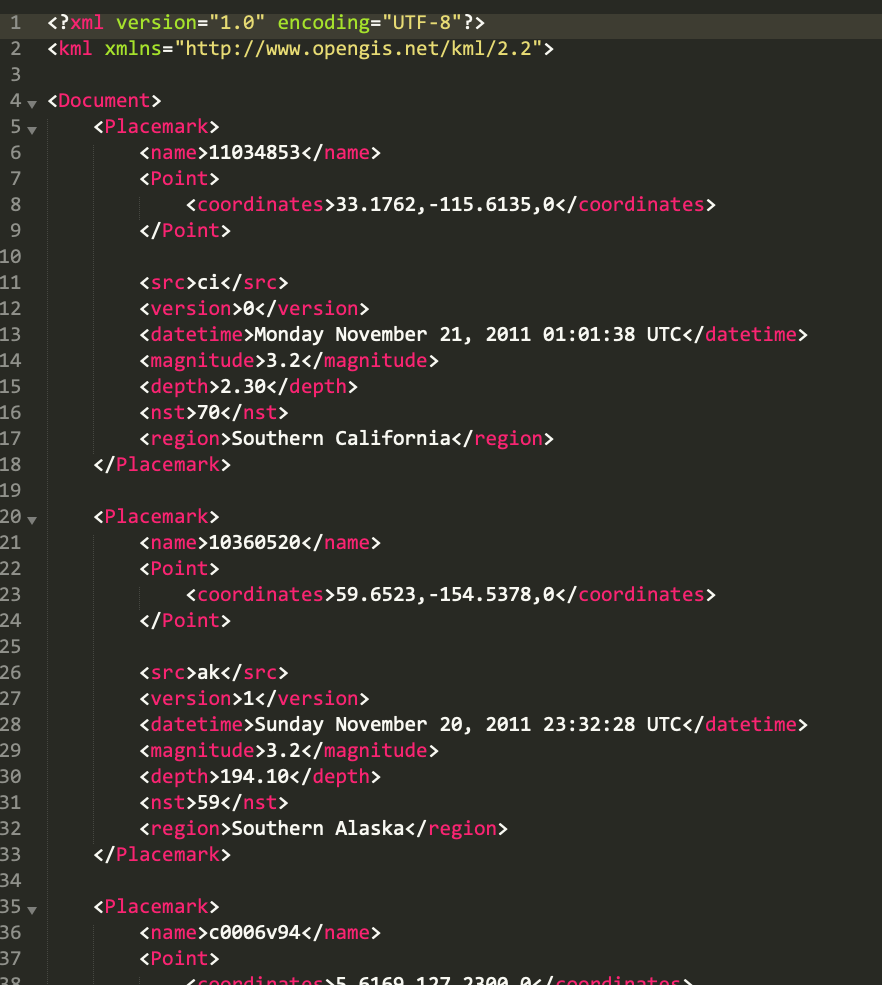 1 <?xml version="1.0" encoding="UTF-8"?>
2 <kml xmlns="http://www.opengis.net/kml/2.2">
3
4 <Document>
5 <Placemark>
6 <name>11034853</name>
7 <Point>
8 <coordinates>33.1762,-115.6135,0</coordinates>
9 </Point>
10
11 <src>ci</src>
12 <version>0</version>
13 <datetime>Monday November 21, 2011 01:01:38 UTC</datetime>
14 <magnitude>3.2</magnitude>
15 <depth>2.30</depth>
16 <nst>70</nst>
17 <region>Southern California</region>
18 </Placemark>
19
20 <Placemark>
21 <name>10360520</name>
22 <Point>
23 <coordinates>59.6523,-154.5378,0</coordinates>
24 </Point>
25
26 <src>ak</src>
27 <version>1</version>
28 <datetime>Sunday November 20, 2011 23:32:28 UTC</datetime>
29 <magnitude>3.2</magnitude>
30 <depth>194.10</depth>
31 <nst>59</nst>
32 <region>Southern Alaska</region>
33 </Placemark>
34
35 <Placemark>
36 <name>c0006v94</name>
37 <Point>
38 <coordinates>5.6169,127.2300,0</coordinates>